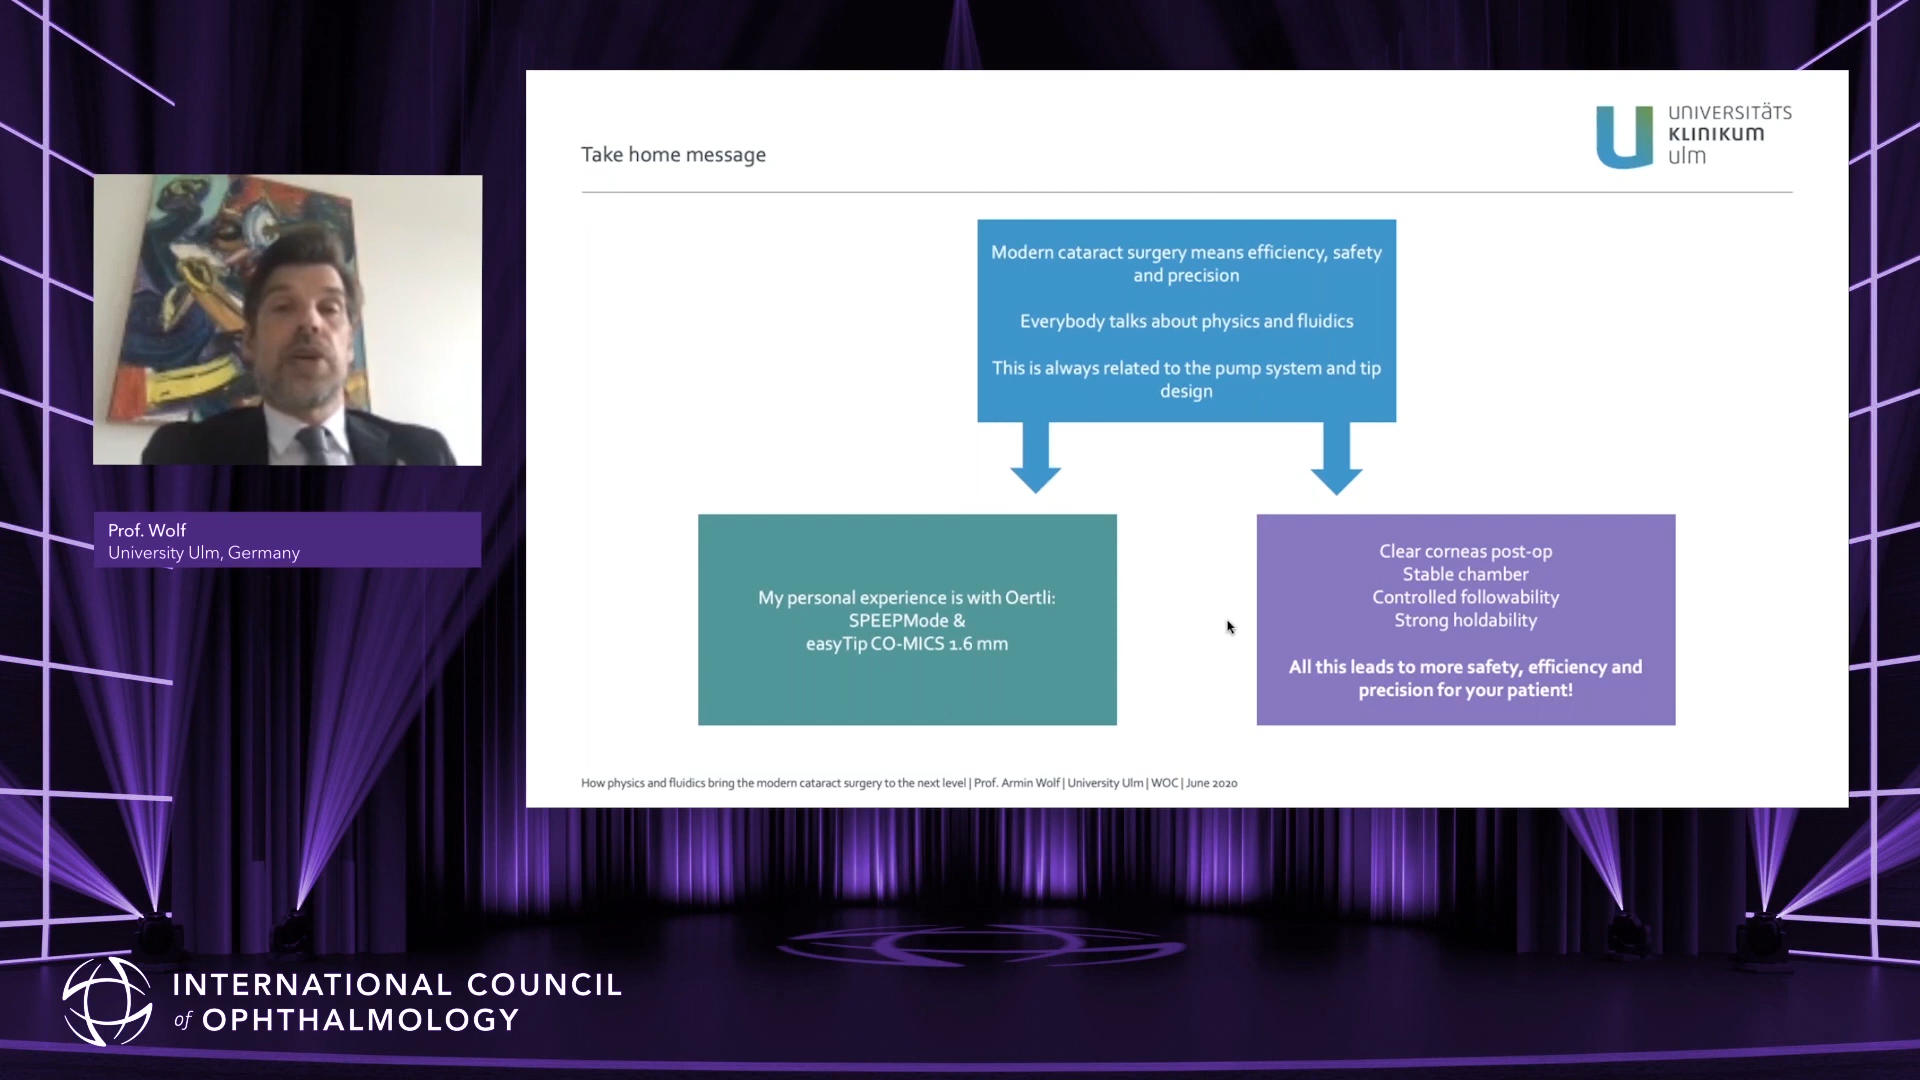 UNIVERSITÄTS
KLINIKUM
ulm
Take home message
Modern cataract surgery means efficiency, safety
and precision
Everybody talks about physics and fluidics
This is always related to the pump system and tip
design
My personal experience is with Oertli:
SPEEPMode &
easyTip CO-MICS 1.6 mm
Clear corneas post-op
Stable chamber
Controlled followability
Strong holdability
All this leads to more safety, efficiency and
precision for your patient!
How physics and fluidics bring the modern cataract surgery to the next level | Prof. Armin Wolf | University Ulm | WOC | June 2020
Prof. Wolf
University Ulm, Germany
INTERNATIONAL COUNCIL
of OPHTHALMOLOGY